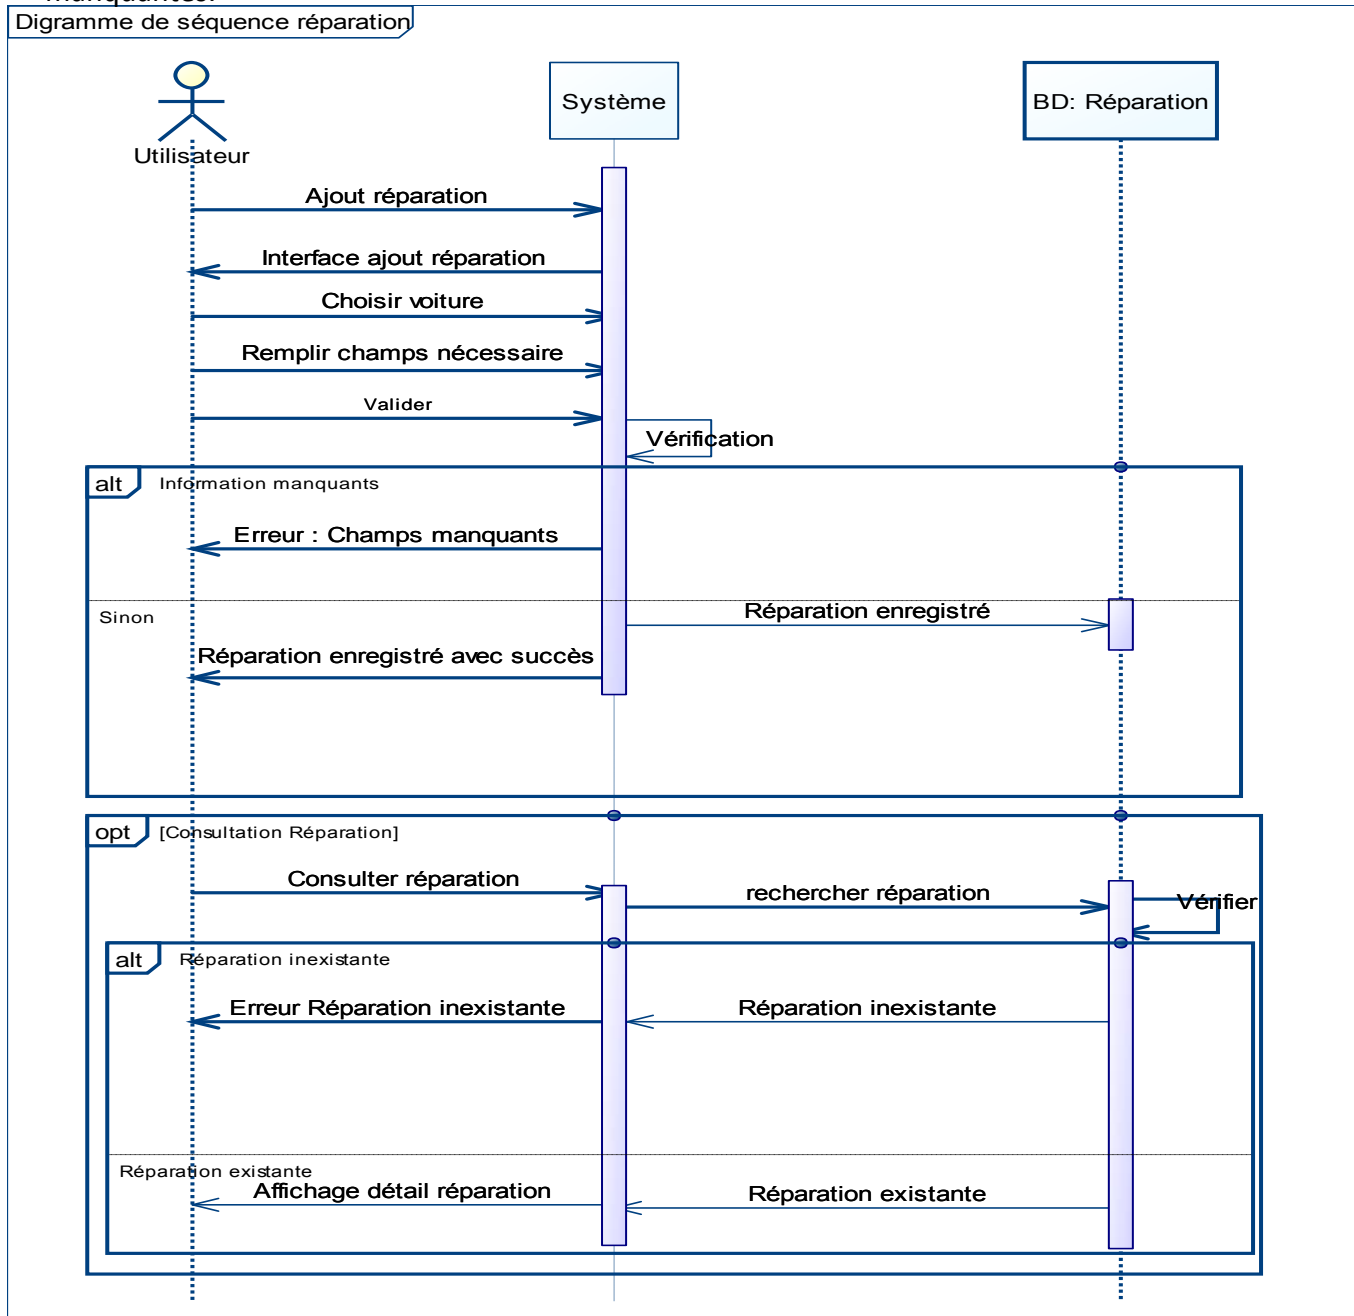 manquantes.
Digramme de séquence réparation
Système
BD: Réparation
Utilisateur
Ajout réparation
Interface ajout réparation
Choisir voiture
Remplir champs nécessaire
Valider
Vérification
alt Information manquants
Erreur : Champs manquants
Sinon
Réparation enregistré
Réparation enregistré avec succès
opt [Consultation Réparation]
Consulter réparation
rechercher réparation
Vérifier
alt Réparation inexistante
Erreur Réparation inexistante
Réparation inexistante
Réparation existante
Affichage détail réparation
Réparation existante